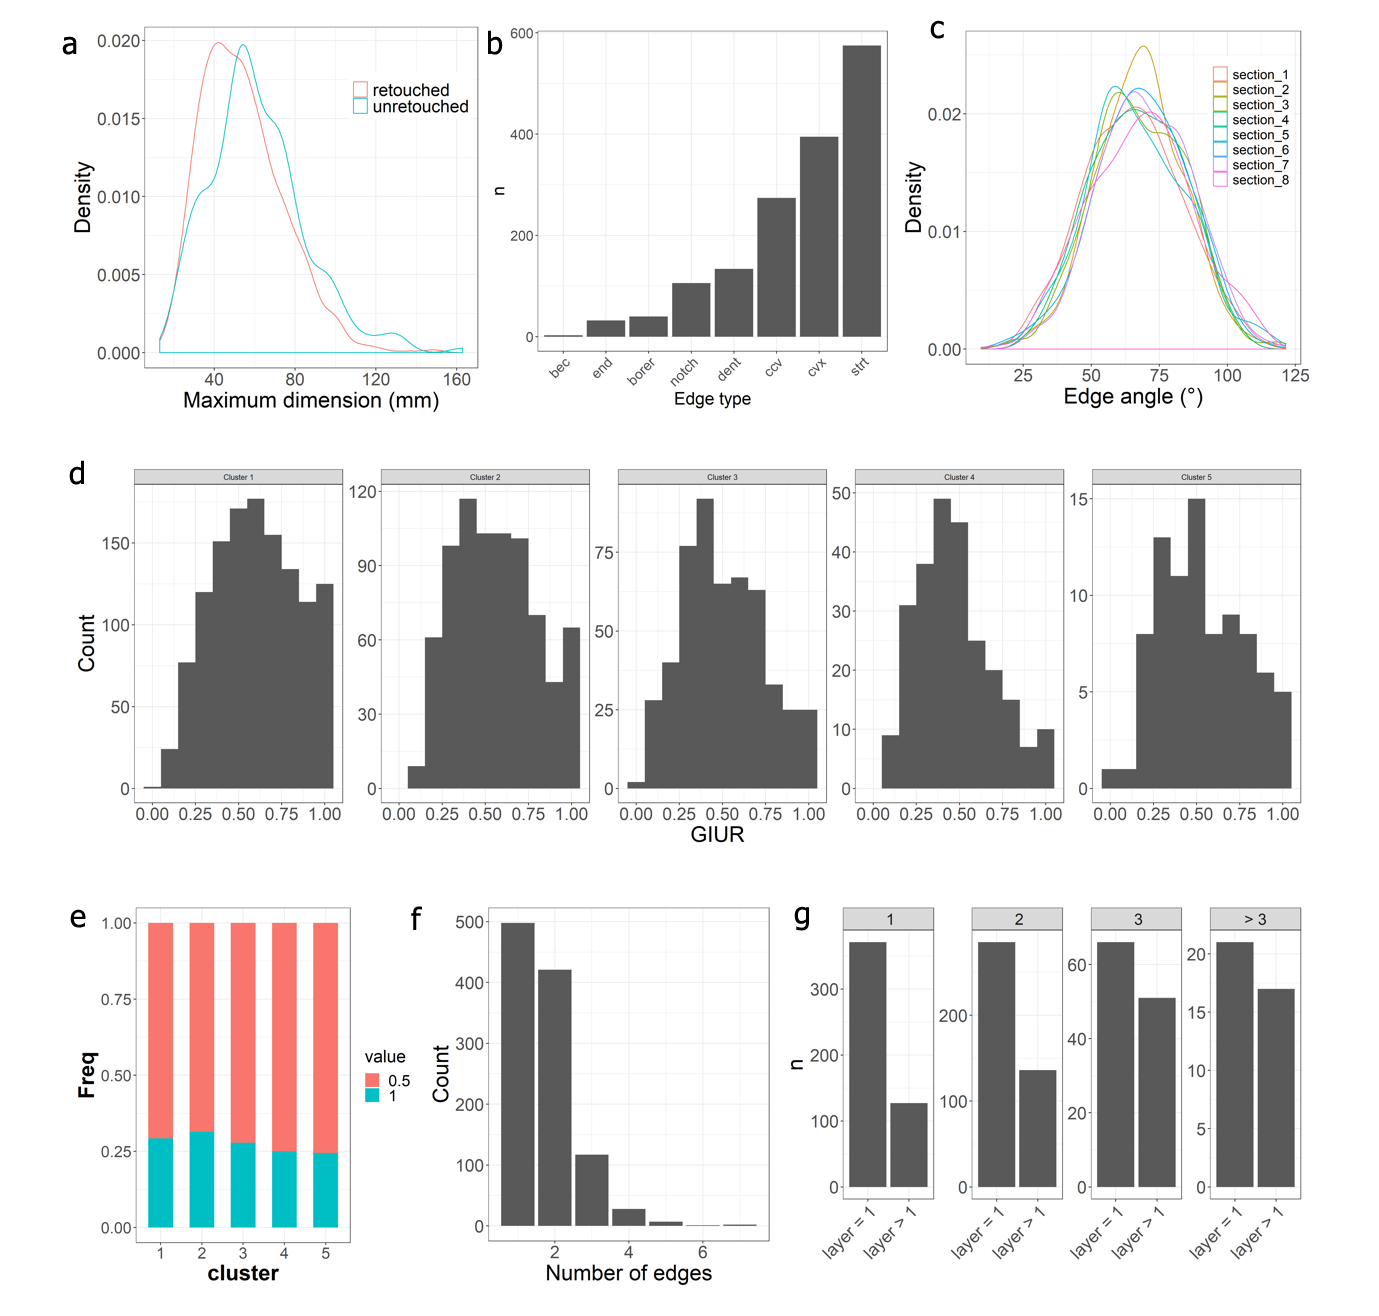 a
0.020
0.015
0.010
0.005
0.000
Density
40 80 120 160
Maximum dimension (mm)
retouched
unretouched
b
600
400
200
0
n
bec end borer notch dent ccv cvx strt
Edge type
c
0.02
0.01
0.00
Density
25 50 75 100 125
Edge angle (°)
section_1
section_2
section_3
section_4
section_5
section_6
section_7
section_8
d
Count
Cluster 1
150
100
50
0
0.00 0.25 0.50 0.75 1.00
Cluster 2
120
90
60
30
0
0.00 0.25 0.50 0.75 1.00
Cluster 3
75
50
25
0
0.00 0.25 0.50 0.75 1.00
Cluster 4
50
40
30
20
10
0
0.00 0.25 0.50 0.75 1.00
Cluster 5
15
10
5
0
0.00 0.25 0.50 0.75 1.00
GIUR
e
1.00
0.75
0.50
0.25
0.00
Freq
1 2 3 4 5
cluster
value
0.5
1
f
500
400
300
200
100
0
Count
2 4 6
Number of edges
g
n
1
300
200
100
0
layer = 1 layer > 1
2
200
100
0
layer = 1 layer > 1
3
60
40
20
0
layer = 1 layer > 1
> 3
20
15
10
5
0
layer = 1 layer > 1